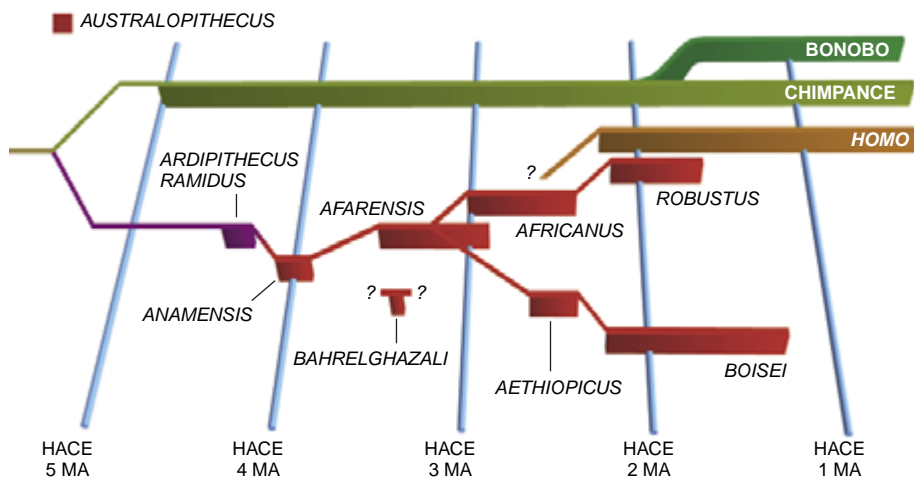 AUSTRALOPITHECUS
BONOBO
CHIMPANCE
HOMO
ARDIPITHECUS
RAMIDUS
?
AFARENSIS
ROBUSTUS
AFRICANUS
? ?
ANAMENSIS
BAHRELGHAZALI
AETHIOPICUS
BOISEI
HACE
5 MA
HACE
4 MA
HACE
3 MA
HACE
2 MA
HACE
1 MA